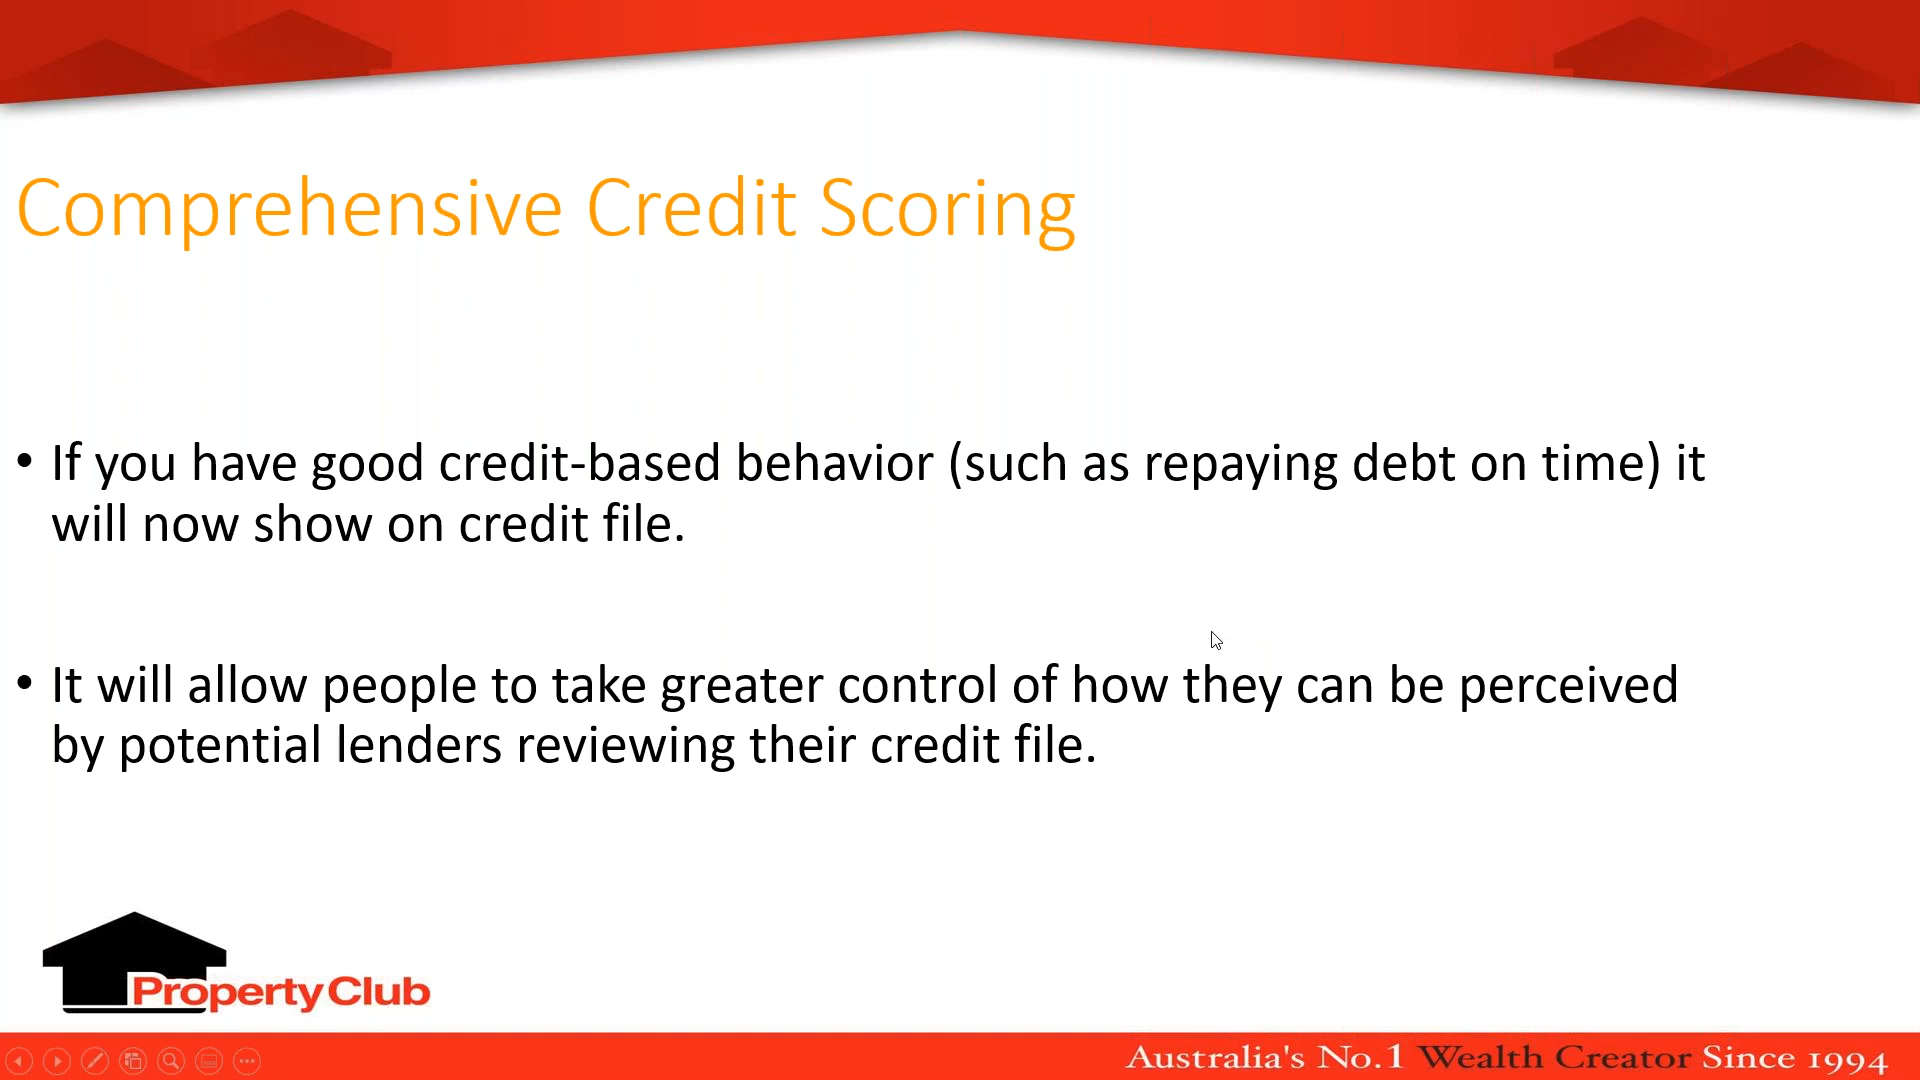 Comprehensive Credit Scoring
• If you have good credit-based behavior (such as repaying debt on time) it
will now show on credit file.
• It will allow people to take greater control of how they can be perceived
by potential lenders reviewing their credit file.
PropertyClub
Australia's No.1 Wealth Creator Since 1994